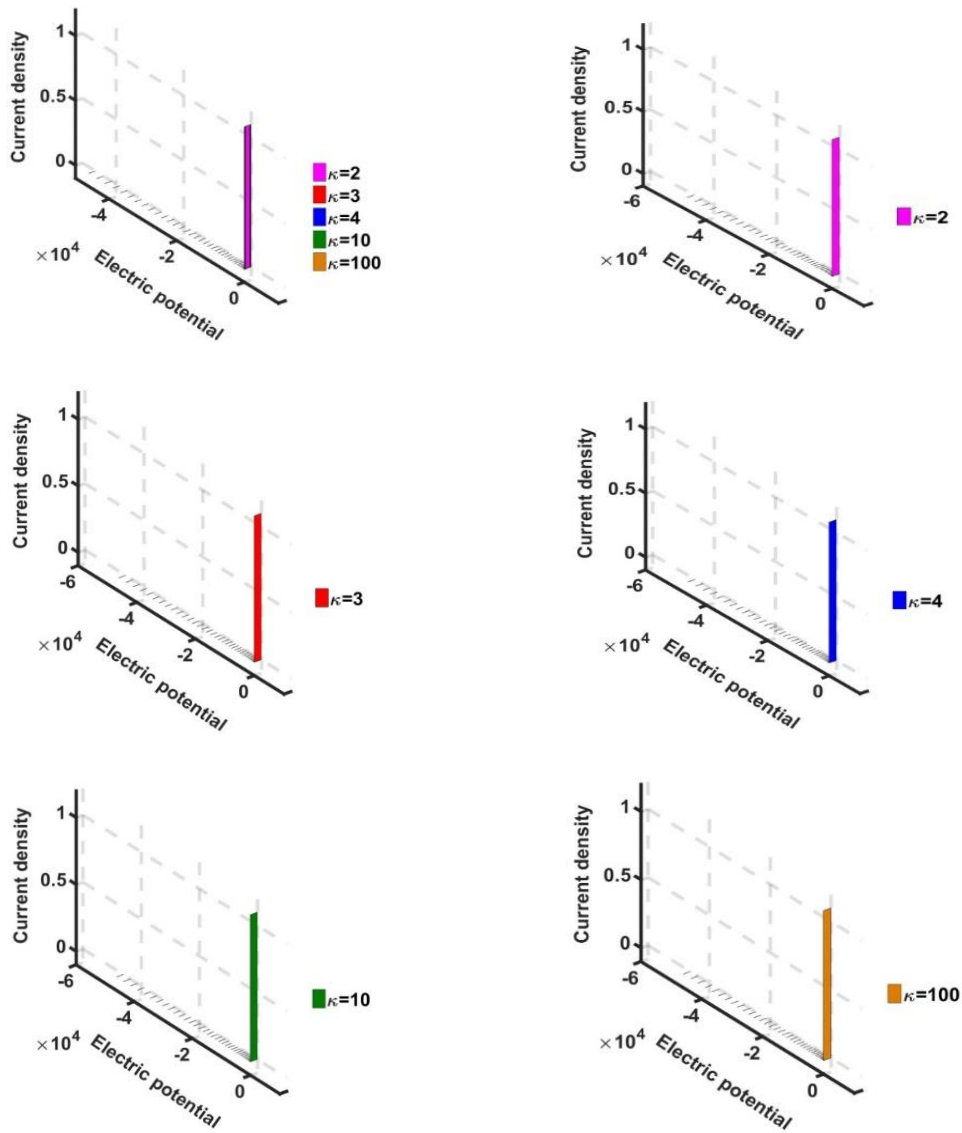 Current density
1
0.5
0
-4
-2
0
×10⁴
Electric potential
κ=2
κ=3
κ=4
κ=10
κ=100
Current density
1
0.5
0
-6
-4
-2
0
×10⁴
Electric potential
κ=2
Current density
1
0.5
0
-6
-4
-2
0
×10⁴
Electric potential
κ=3
Current density
1
0.5
0
-6
-4
-2
0
×10⁴
Electric potential
κ=4
Current density
1
0.5
0
-6
-4
-2
0
×10⁴
Electric potential
κ=10
Current density
1
0.5
0
-6
-4
-2
0
×10⁴
Electric potential
κ=100